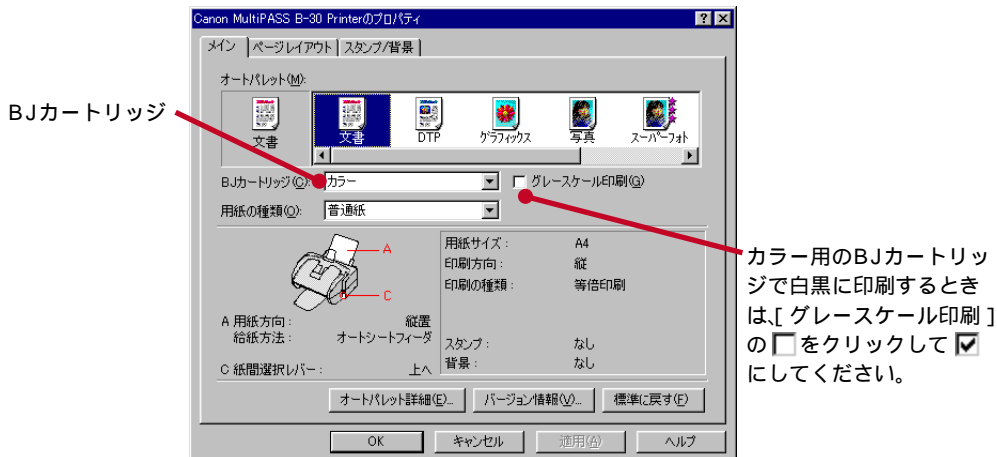 Canon MultiPASS B-30 Printerのプロパティ
メイン ページレイアウト スタンプ/背景
オートパレット(M):
文書 文書 DTP グラフィックス 写真 スーパーフォト
BJカートリッジ
BJカートリッジ(C): カラー グレースケール印刷(G)
用紙の種類(O): 普通紙
A
C
用紙サイズ: A4
印刷方向: 縦
印刷の種類: 等倍印刷
A 用紙方向: 縦置
給紙方法: オートシートフィーダ
スタンプ: なし
背景: なし
C 紙間選択レバー: 上へ
オートパレット詳細(E)... バージョン情報(V)... 標準に戻す(F)
OK キャンセル 適用(A) ヘルプ
カラー用のBJカートリッ
ジで白黒に印刷するとき
は、[グレースケール印刷]
の をクリックして
にしてください。